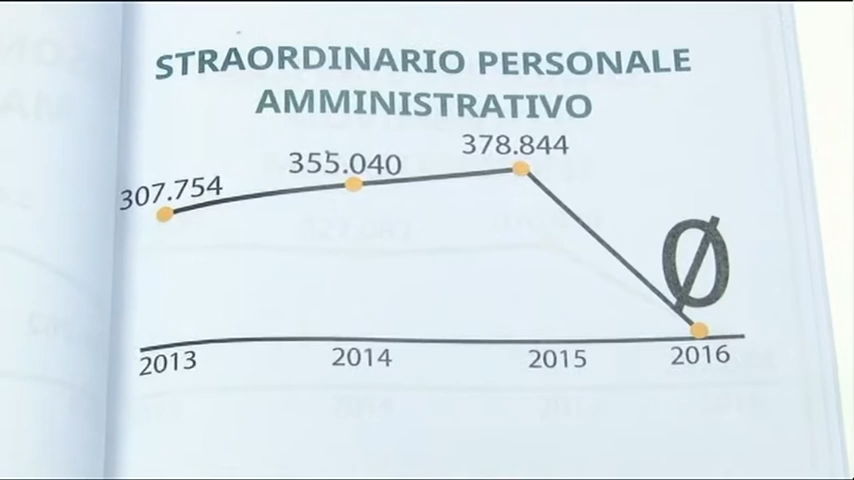 STRAORDINARIO PERSONALE
AMMINISTRATIVO
307.754
355.040
378.844
Ø
2013
2014
2015
2016